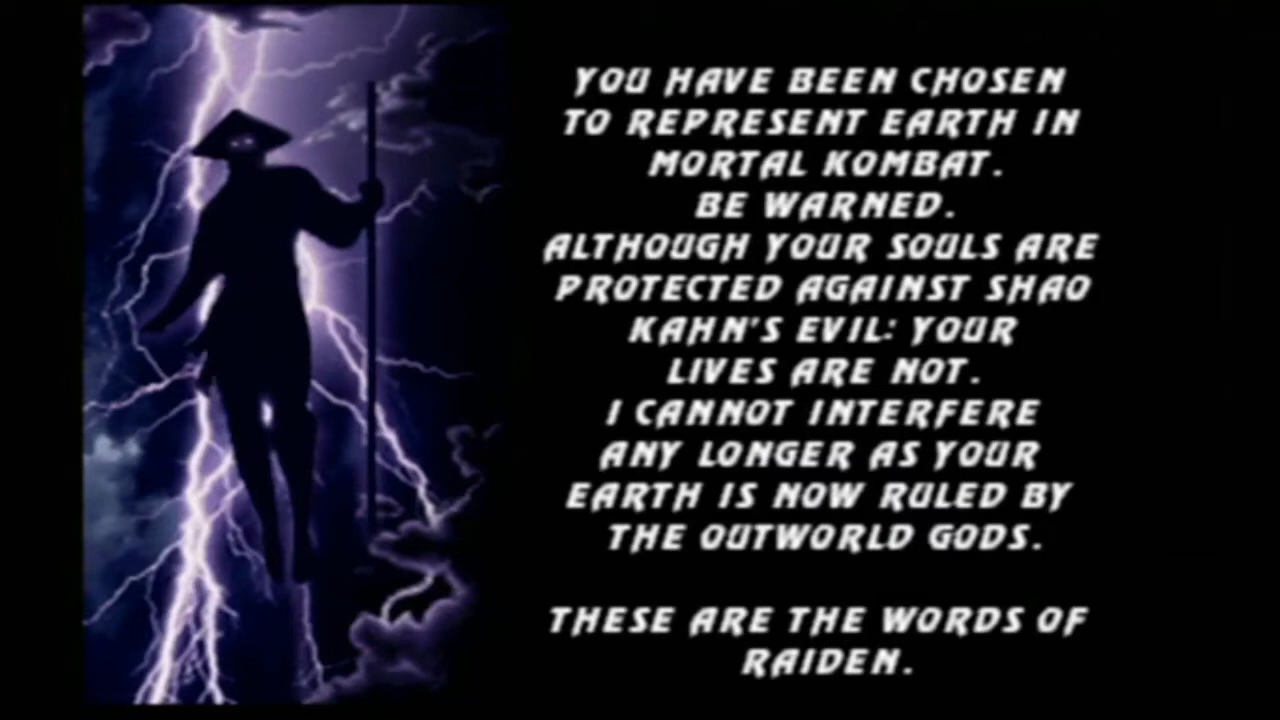 YOU HAVE BEEN CHOSEN
TO REPRESENT EARTH IN
MORTAL KOMBAT.
BE WARNED.
ALTHOUGH YOUR SOULS ARE
PROTECTED AGAINST SHAO
KAHN'S EVIL: YOUR
LIVES ARE NOT.
I CANNOT INTERFERE
ANY LONGER AS YOUR
EARTH IS NOW RULED BY
THE OUTWORLD GODS.
THESE ARE THE WORDS OF
RAIDEN.